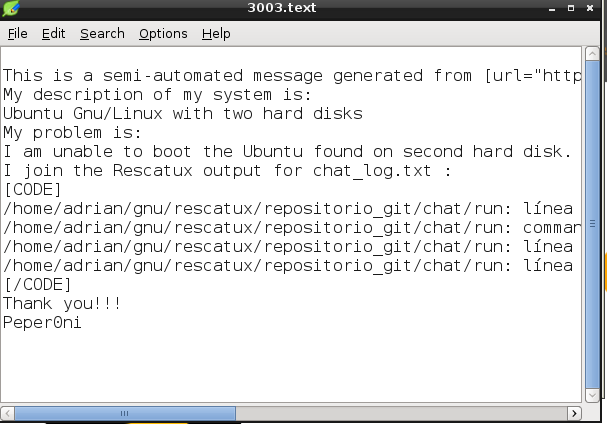 3003.text
File Edit Search Options Help
This is a semi-automated message generated from [url="http
My description of my system is:
Ubuntu Gnu/Linux with two hard disks
My problem is:
I am unable to boot the Ubuntu found on second hard disk.
I join the Rescatux output for chat_log.txt :
[CODE]
/home/adrian/gnu/rescatux/repositorio_git/chat/run: línea
/home/adrian/gnu/rescatux/repositorio_git/chat/run: comman
/home/adrian/gnu/rescatux/repositorio_git/chat/run: línea
/home/adrian/gnu/rescatux/repositorio_git/chat/run: línea
[/CODE]
Thank you!!!
Peper0ni